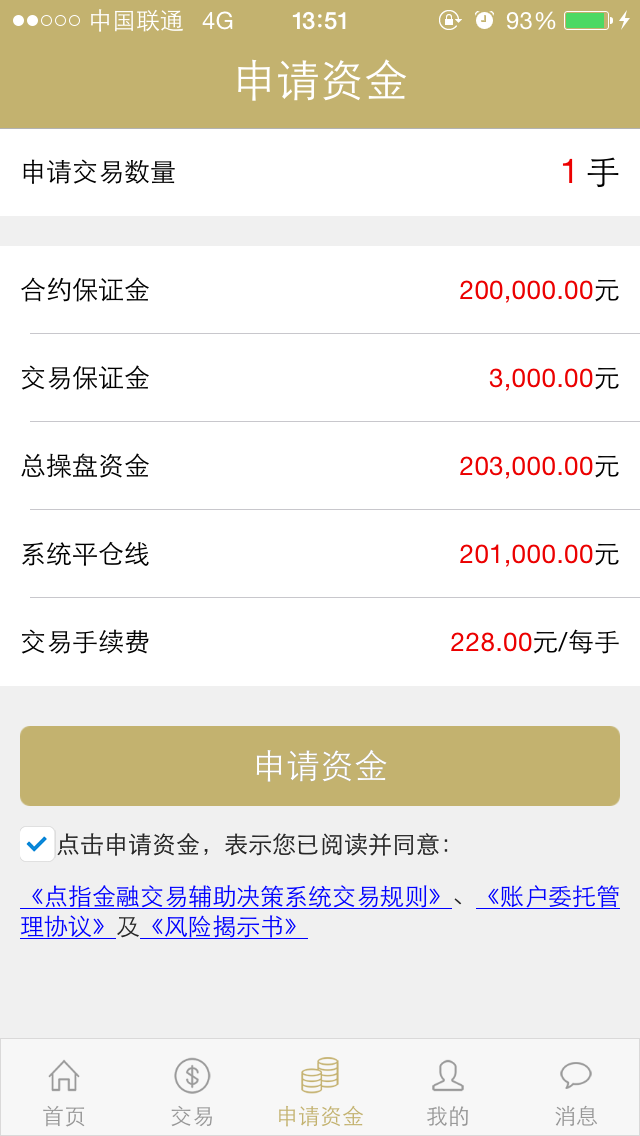 中国联通 4G 13:51 93%
申请资金
申请交易数量 1 手
合约保证金 200,000.00元
交易保证金 3,000.00元
总操盘资金 203,000.00元
系统平仓线 201,000.00元
交易手续费 228.00元/每手
申请资金
点击申请资金，表示您已阅读并同意：
《点指金融交易辅助决策系统交易规则》、《账户委托管
理协议》及《风险揭示书》
首页 交易 申请资金 我的 消息